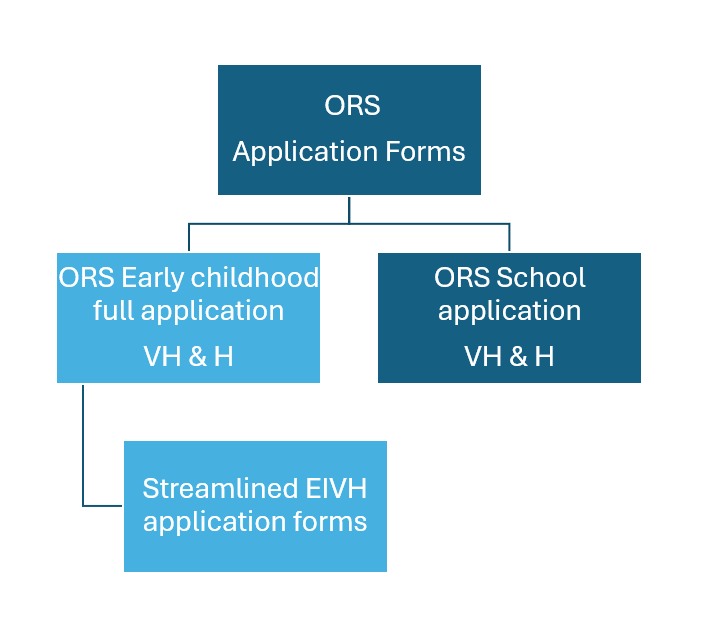 ORS
Application Forms
ORS Early childhood
full application
VH & H
ORS School
application
VH & H
Streamlined EIVH
application forms